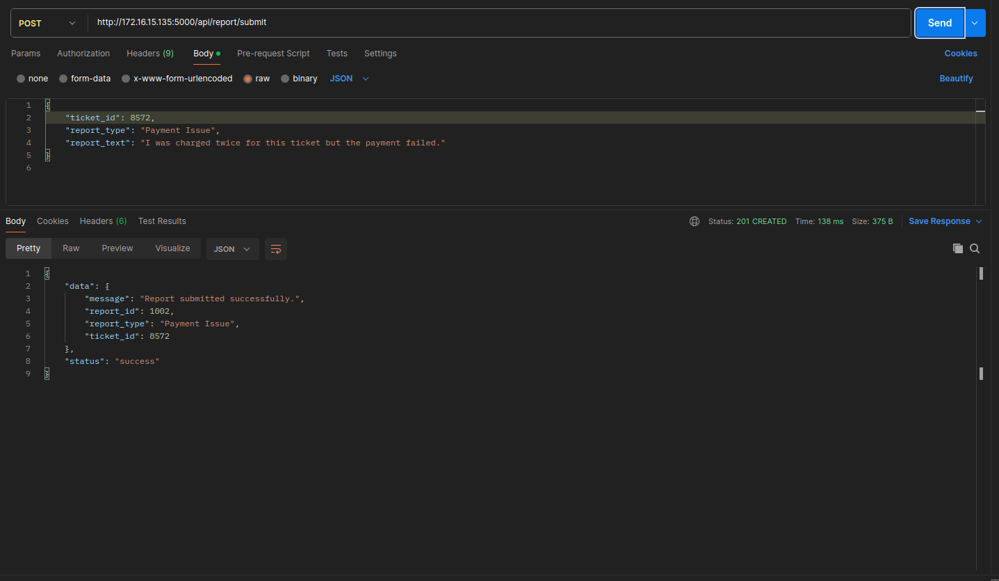 POST http://172.16.15.135:5000/api/report/submit Send
Params Authorization Headers (9) Body Pre-request Script Tests Settings Cookies
none form-data x-www-form-urlencoded raw binary JSON Beautify
1 {
2 "ticket_id": 8572,
3 "report_type": "Payment Issue",
4 "report_text": "I was charged twice for this ticket but the payment failed."
5 }
6
Body Cookies Headers (6) Test Results Status: 201 CREATED Time: 138 ms Size: 375 B Save Response
Pretty Raw Preview Visualize JSON
1 {
2 "data": {
3 "message": "Report submitted successfully.",
4 "report_id": 1002,
5 "report_type": "Payment Issue",
6 "ticket_id": 8572
7 },
8 "status": "success"
9 }